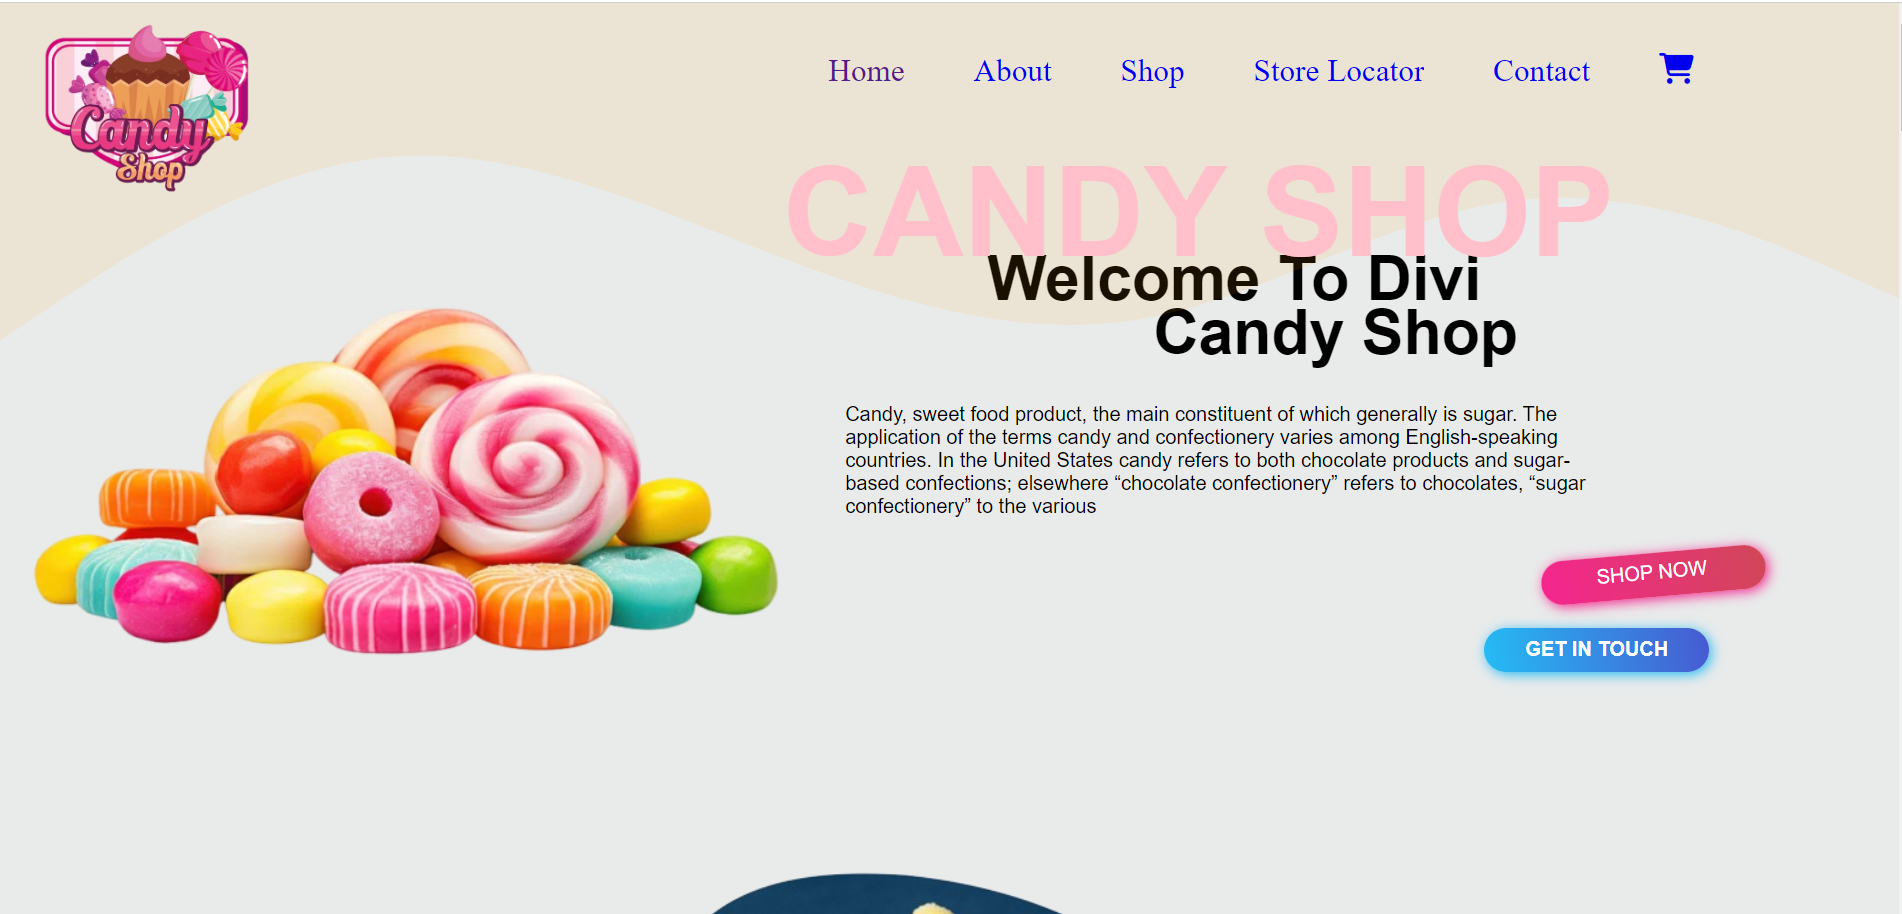 Candy
Shop
Home About Shop Store Locator Contact
CANDY SHOP
Welcome To Divi
Candy Shop
Candy, sweet food product, the main constituent of which generally is sugar. The
application of the terms candy and confectionery varies among English-speaking
countries. In the United States candy refers to both chocolate products and sugar-
based confections; elsewhere “chocolate confectionery” refers to chocolates, “sugar
confectionery” to the various
SHOP NOW
GET IN TOUCH